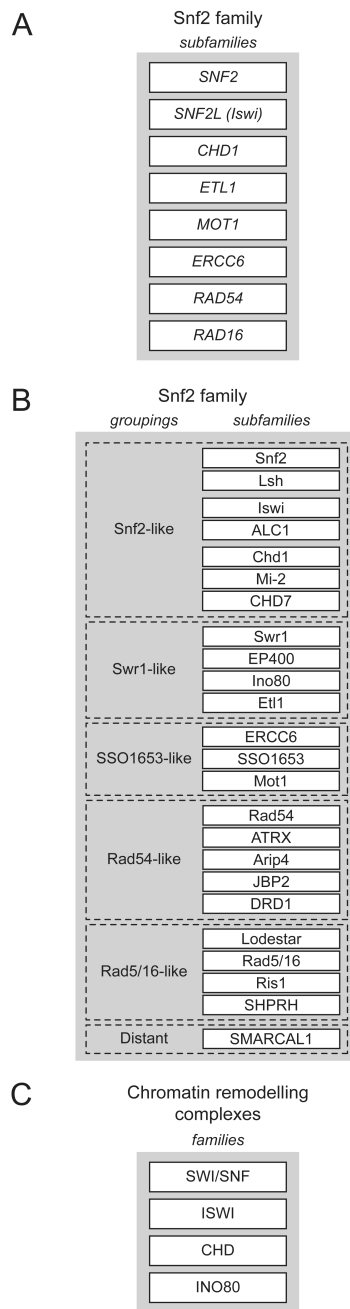 A
Snf2 family
subfamilies
SNF2
SNF2L (Iswi)
CHD1
ETL1
MOT1
ERCC6
RAD54
RAD16
B
Snf2 family
groupings
subfamilies
Snf2-like
Snf2
Lsh
Iswi
ALC1
Chd1
Mi-2
CHD7
Swr1-like
Swr1
EP400
Ino80
Etl1
SSO1653-like
ERCC6
SSO1653
Mot1
Rad54-like
Rad54
ATRX
Arip4
JBP2
DRD1
Rad5/16-like
Lodestar
Rad5/16
Ris1
SHPRH
Distant
SMARCAL1
C
Chromatin remodelling
complexes
families
SWI/SNF
ISWI
CHD
INO80